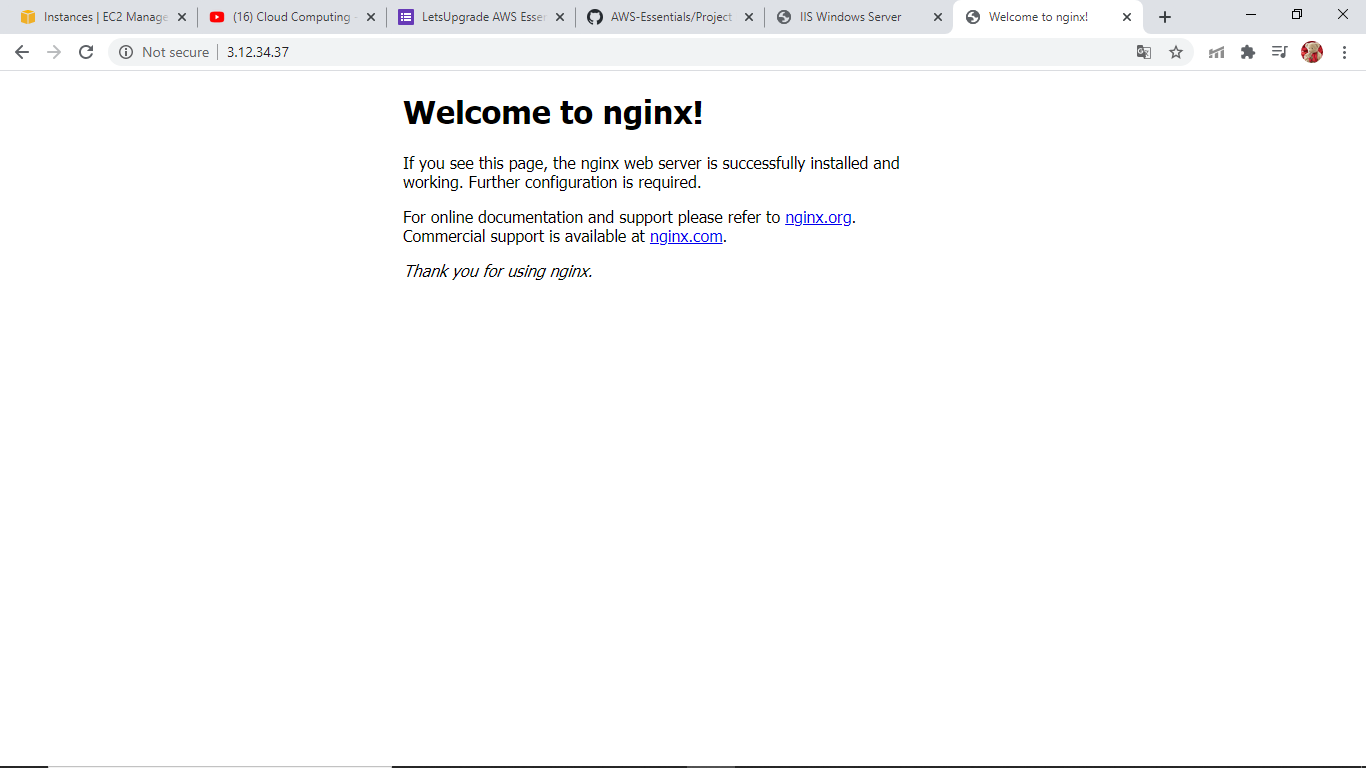 Instances | EC2 Manage
(16) Cloud Computing -
LetsUpgrade AWS Essen
AWS-Essentials/Project
IIS Windows Server
Welcome to nginx!
Not secure | 3.12.34.37
Welcome to nginx!
If you see this page, the nginx web server is successfully installed and
working. Further configuration is required.
For online documentation and support please refer to nginx.org.
Commercial support is available at nginx.com.
Thank you for using nginx.